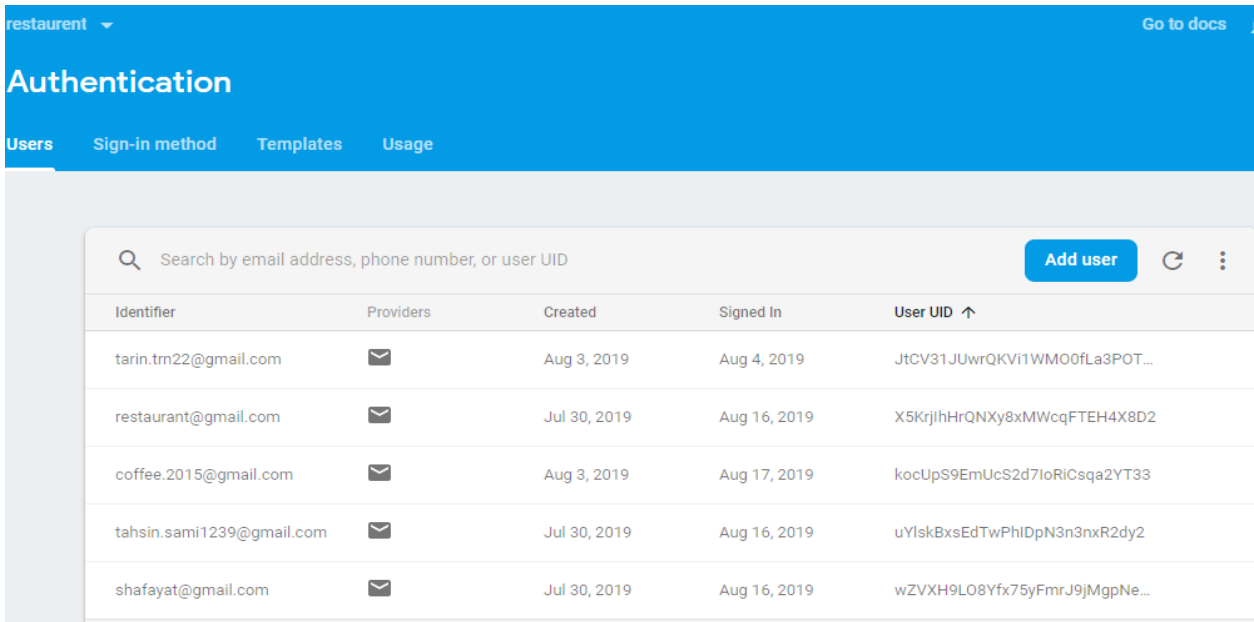 restaurent Go to docs
Authentication
Users Sign-in method Templates Usage
Search by email address, phone number, or user UID Add user
Identifier Providers Created Signed In User UID
tarin.trn22@gmail.com Aug 3, 2019 Aug 4, 2019 JtCV31JUwrQKVi1WMO0fLa3POT...
restaurant@gmail.com Jul 30, 2019 Aug 16, 2019 X5KrjIhHrQNXy8xMWcqFTEH4X8D2
coffee.2015@gmail.com Aug 3, 2019 Aug 17, 2019 kocUpS9EmUcS2d7IoRiCsqa2YT33
tahsin.sami1239@gmail.com Jul 30, 2019 Aug 16, 2019 uYlskBxsEdTwPhIDpN3n3nxR2dy2
shafayat@gmail.com Jul 30, 2019 Aug 16, 2019 wZVXH9LO8Yfx75yFmrJ9jMgpNe...